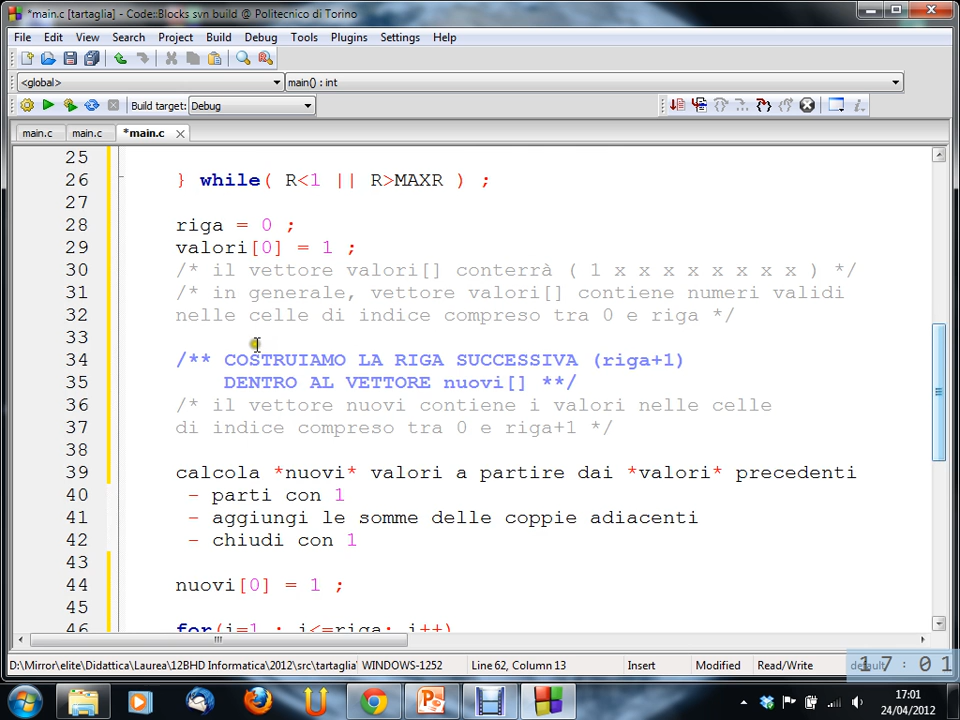 *main.c [tartaglia] - Code::Blocks svn build @ Politecnico di Torino
File Edit View Search Project Build Debug Tools Plugins Settings Help
<global> main() : int
Build target: Debug
main.c main.c *main.c
25
26 } while( R<1 || R>MAXR ) ;
27
28 riga = 0 ;
29 valori[0] = 1 ;
30 /* il vettore valori[] conterrà ( 1 x x x x x x x x ) */
31 /* in generale, vettore valori[] contiene numeri validi
32 nelle celle di indice compreso tra 0 e riga */
33
34 /** COSTRUIAMO LA RIGA SUCCESSIVA (riga+1)
35 DENTRO AL VETTORE nuovi[] **/
36 /* il vettore nuovi contiene i valori nelle celle
37 di indice compreso tra 0 e riga+1 */
38
39 calcola *nuovi* valori a partire dai *valori* precedenti
40 - parti con 1
41 - aggiungi le somme delle coppie adiacenti
42 - chiudi con 1
43
44 nuovi[0] = 1 ;
45
46 for(i=1 ; i<=riga; i++)
D:\Mirror\elite\Didattica\Laurea\12BHD Informatica\2012\src\tartaglia\ WINDOWS-1252 Line 62, Column 13 Insert Modified Read/Write default
17:01
17:01
24/04/2012